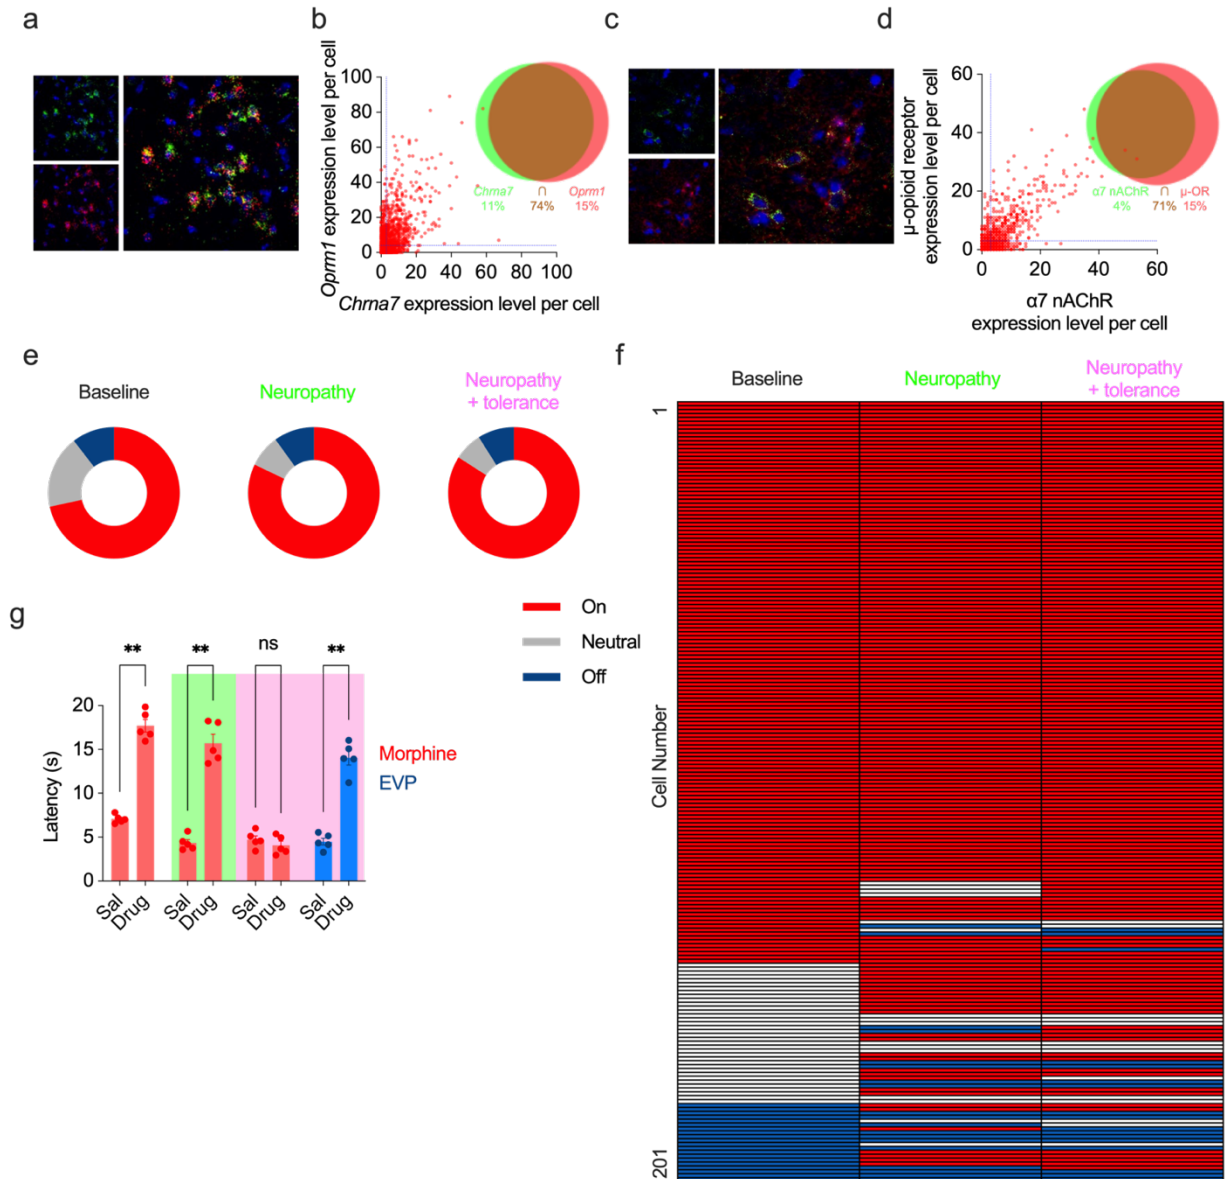 a
b
c
d
Oprm1 expression level per cell
100
80
60
40
20
0
0 20 40 60 80 100
Chrna7 expression level per cell
Chrna7 ∩ Oprm1
11% 74% 15%
μ-opioid receptor
expression level per cell
60
40
20
0
0 20 40 60
α7 nAChR
expression level per cell
α7 nAChR ∩ μ-OR
4% 71% 15%
e
Baseline
Neuropathy
Neuropathy
+ tolerance
On
Neutral
Off
f
Baseline
Neuropathy
Neuropathy
+ tolerance
1
Cell Number
201
g
** ** ns **
Latency (s)
20
15
10
5
0
Sal Drug Sal Drug Sal Drug Sal Drug
Morphine
EVP